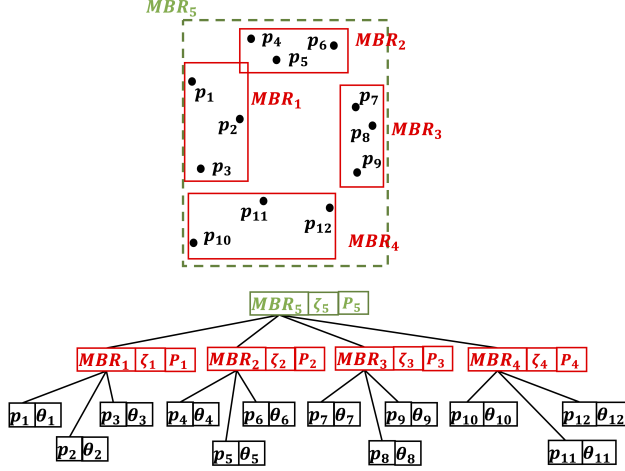 MBR₅
p₄ p₆ MBR₂
p₅
p₁ MBR₁ p₇
p₂ p₈ MBR₃
p₃ p₉
p₁₁ p₁₂
p₁₀ MBR₄
MBR₅ ζ₅ P₅
MBR₁ ζ₁ P₁ MBR₂ ζ₂ P₂ MBR₃ ζ₃ P₃ MBR₄ ζ₄ P₄
p₁ θ₁ p₃ θ₃ p₄ θ₄ p₆ θ₆ p₇ θ₇ p₉ θ₉ p₁₀ θ₁₀ p₁₂ θ₁₂
p₂ θ₂ p₅ θ₅ p₈ θ₈ p₁₁ θ₁₁